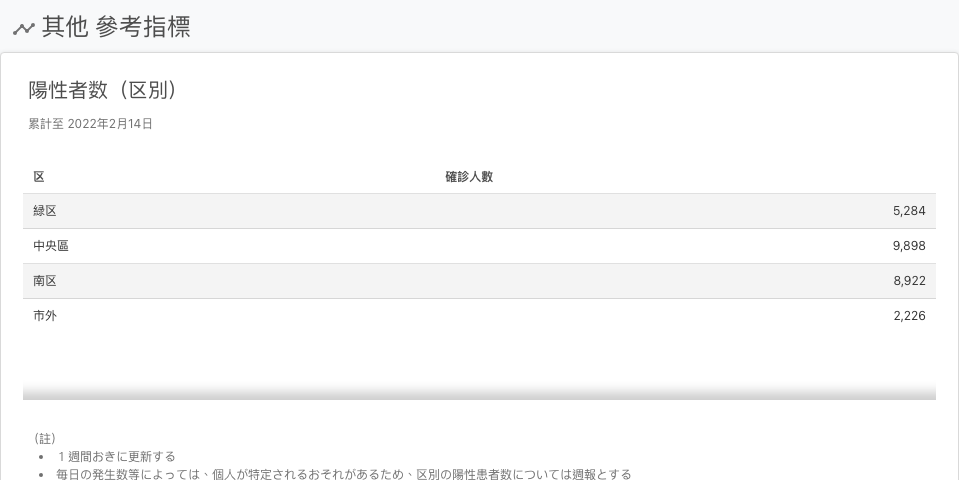 其他 參考指標
陽性者数（区別）
累計至 2022年2月14日
区 確診人數
緑区 5,284
中央區 9,898
南区 8,922
市外 2,226
（註）
• １週間おきに更新する
• 毎日の発生数等によっては、個人が特定されるおそれがあるため、区別の陽性患者数については週報とする